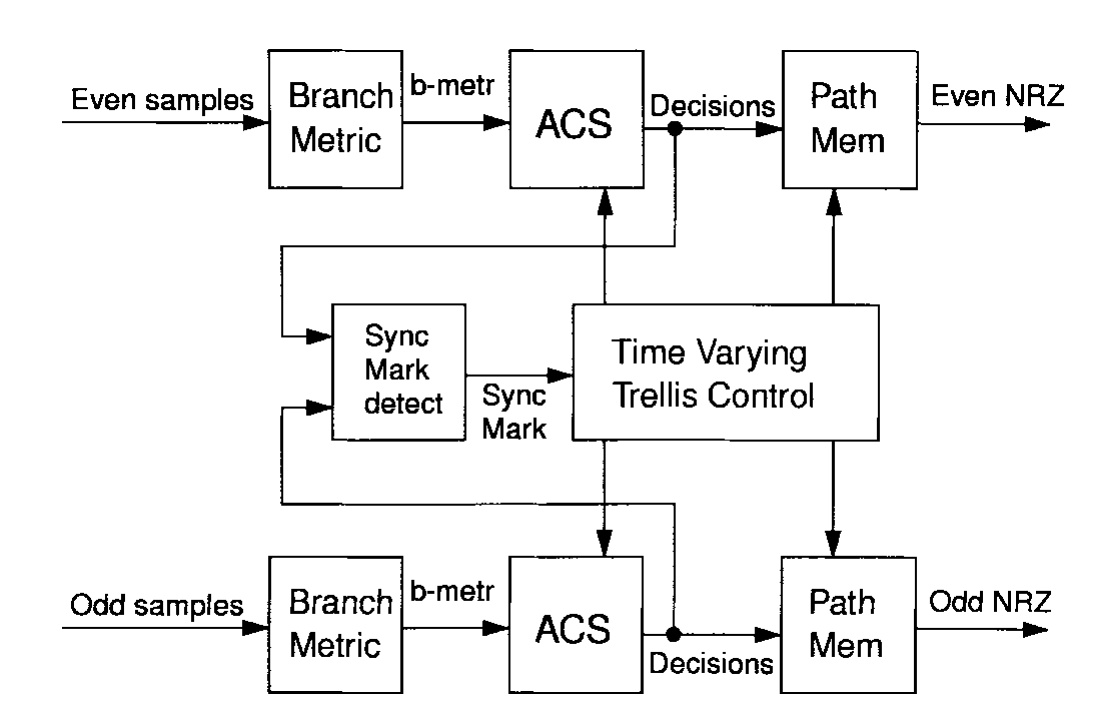 Even samples
Branch
Metric
b-metr
ACS
Decisions
Path
Mem
Even NRZ
Sync
Mark
detect
Sync
Mark
Time Varying
Trellis Control
Odd samples
Branch
Metric
b-metr
ACS
Decisions
Path
Mem
Odd NRZ